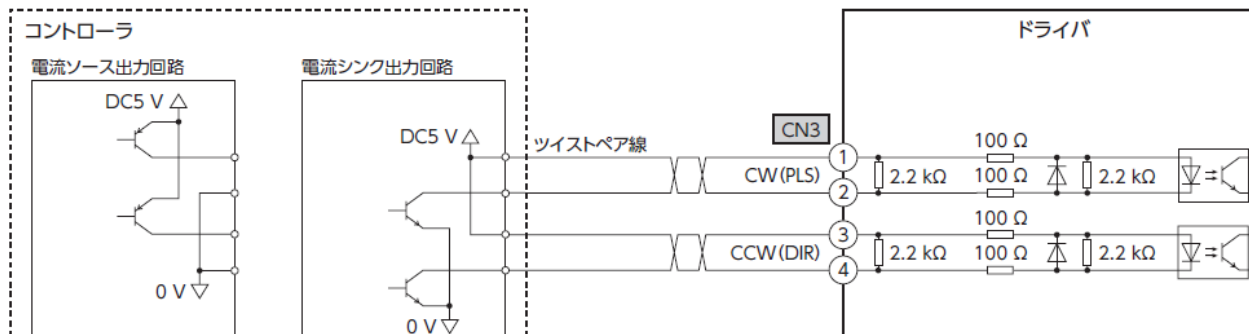 コントローラ
ドライバ
電流ソース出力回路
電流シンク出力回路
DC5 V
DC5 V
ツイストペア線
CN3
1
100 Ω
CW(PLS)
2.2 kΩ
100 Ω
2.2 kΩ
2
3
100 Ω
CCW(DIR)
2.2 kΩ
100 Ω
2.2 kΩ
4
0 V
0 V